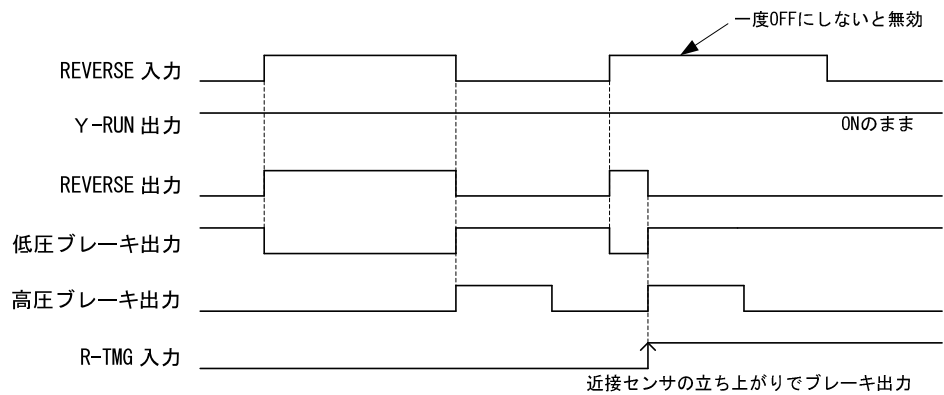 一度OFFにしないと無効
REVERSE 入力
Y-RUN 出力
ONのまま
REVERSE 出力
低圧ブレーキ出力
高圧ブレーキ出力
R-TMG 入力
近接センサの立ち上がりでブレーキ出力